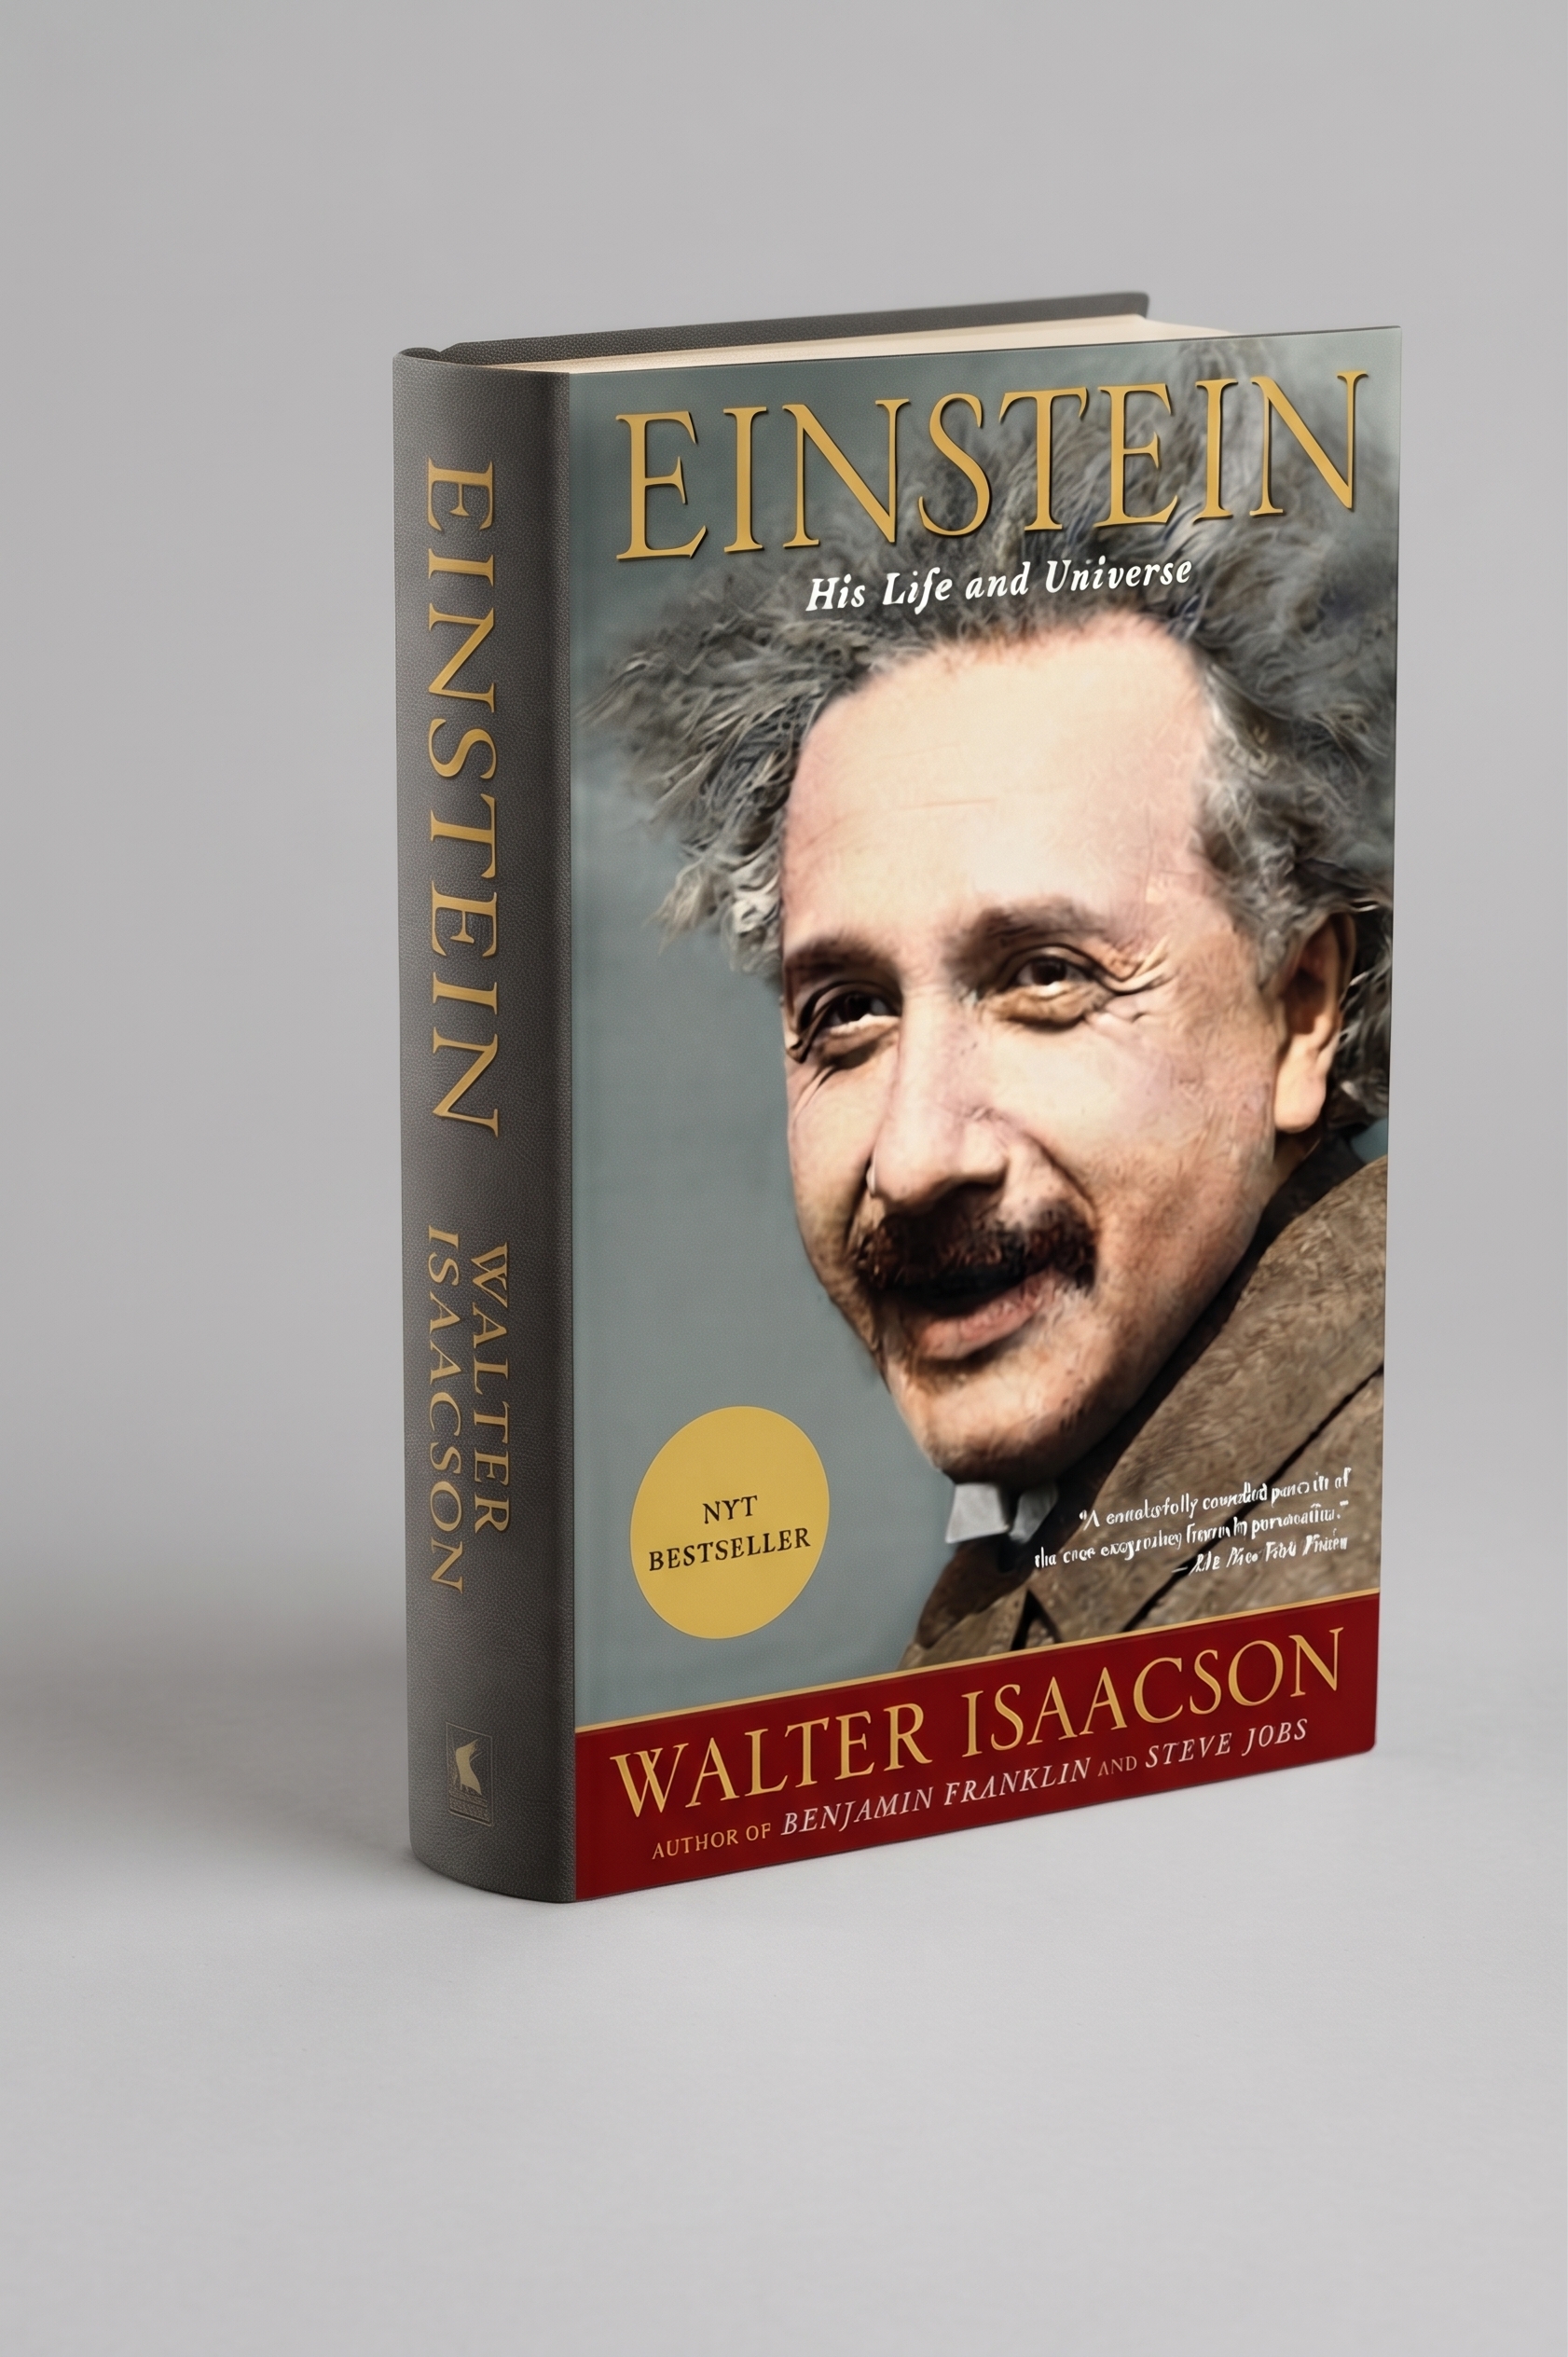 EINSTEIN
WALTER
ISAACSON
EINSTEIN
His Life and Universe
NYT
BESTSELLER
"A
WALTER ISAACSON
AUTHOR OF BENJAMIN FRANKLIN AND STEVE JOBS